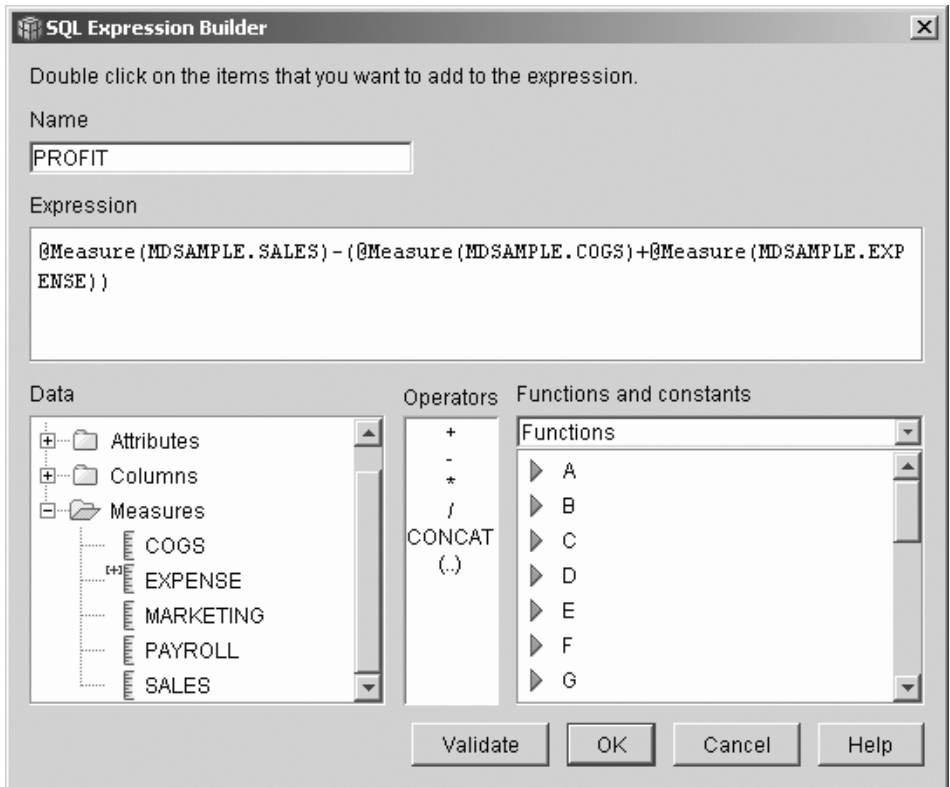 SQL Expression Builder
Double click on the items that you want to add to the expression.
Name
PROFIT
Expression
@Measure(MDSAMPLE.SALES)-(@Measure(MDSAMPLE.COGS)+@Measure(MDSAMPLE.EXP
ENSE))
Data
Attributes
Columns
Measures
COGS
[+] EXPENSE
MARKETING
PAYROLL
SALES
Operators
+
-
*
/
CONCAT
(..)
Functions and constants
Functions
A
B
C
D
E
F
G
Validate
OK
Cancel
Help